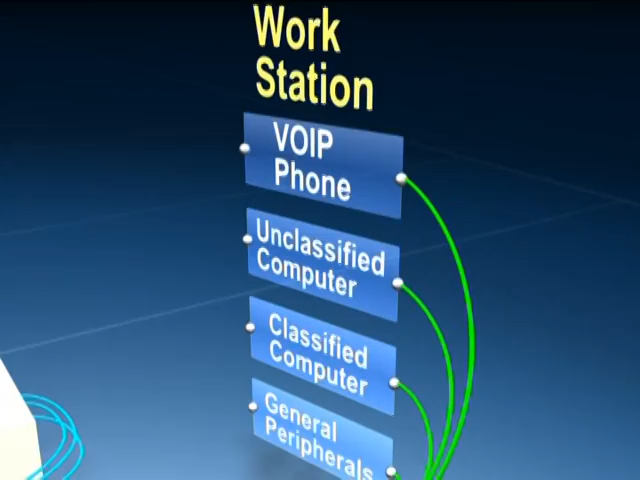 Work
Station
VOIP
Phone
Unclassified
Computer
Classified
Computer
General
Peripherals